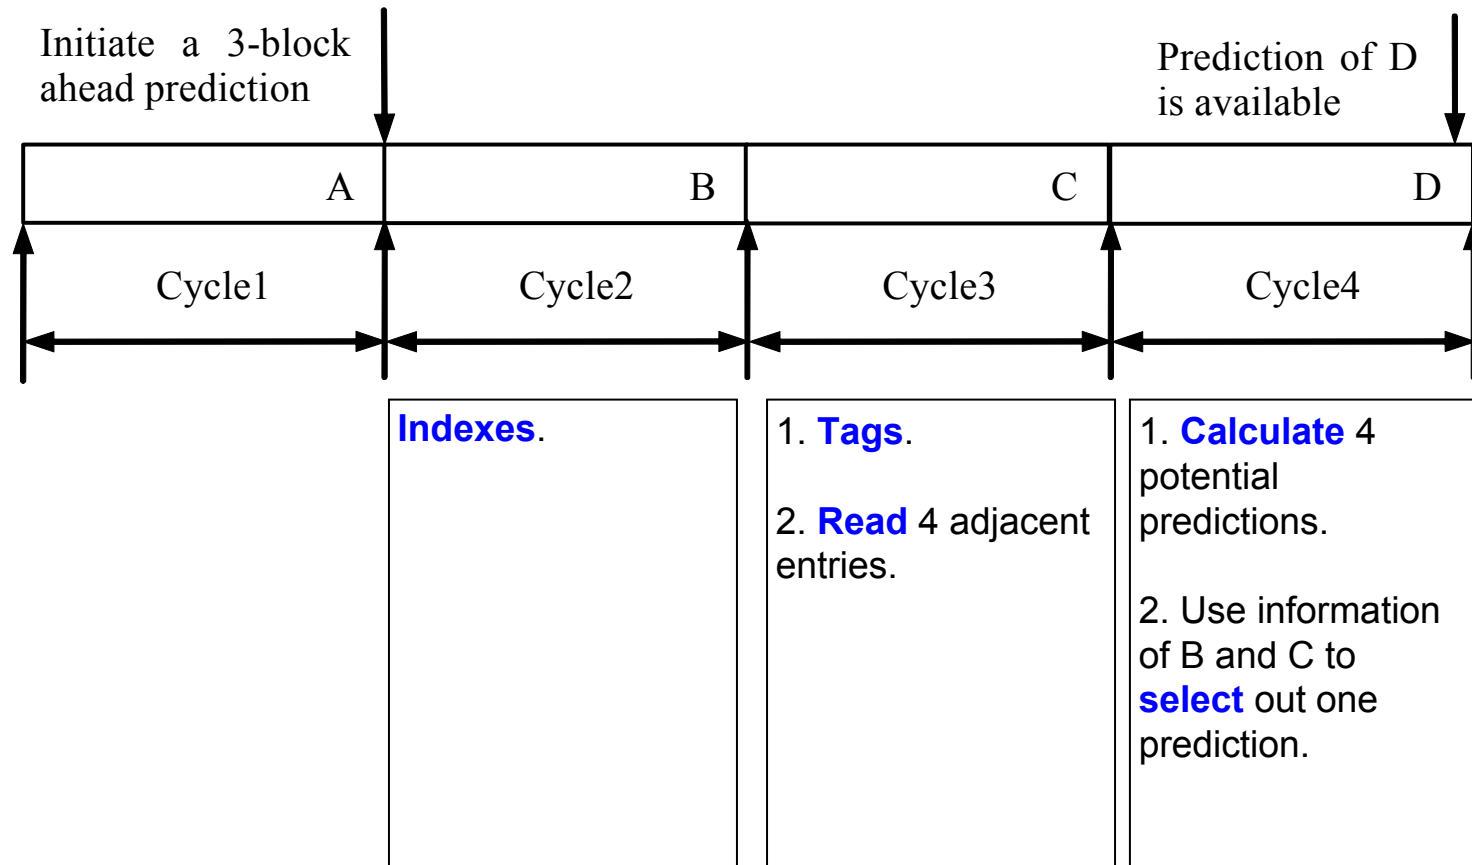 Initiate a 3-block
ahead prediction
Prediction of D
is available
A
B
C
D
Cycle1
Cycle2
Cycle3
Cycle4
Indexes.
1. Tags.
2. Read 4 adjacent
entries.
1. Calculate 4
potential
predictions.
2. Use information
of B and C to
select out one
prediction.